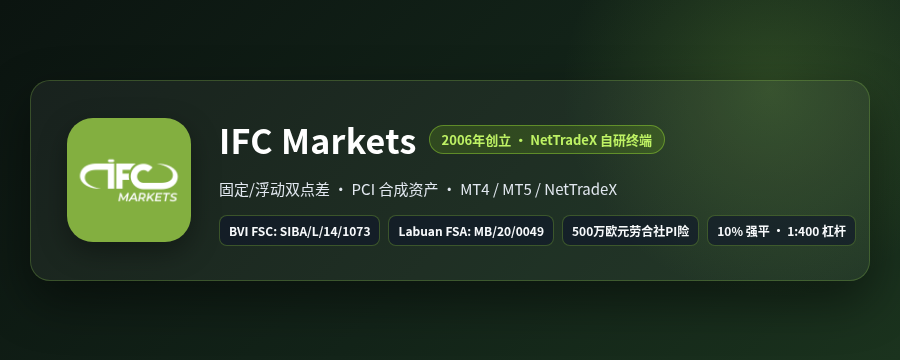 iFC
MARKETS
IFC Markets
2006年创立 · NetTradeX 自研终端
固定/浮动双点差 · PCI 合成资产 · MT4 / MT5 / NetTradeX
BVI FSC: SIBA/L/14/1073
Labuan FSA: MB/20/0049
500万欧元劳合社PI险
10% 强平 · 1:400 杠杆